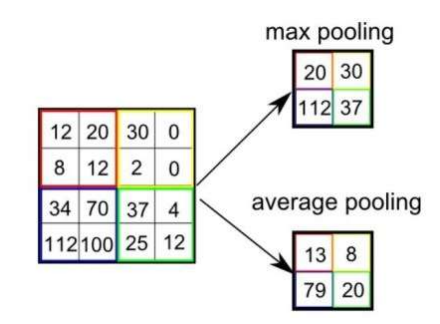 max pooling
20 30
112 37
12 20 30 0
8 12 2 0
34 70 37 4
112 100 25 12
average pooling
13 8
79 20